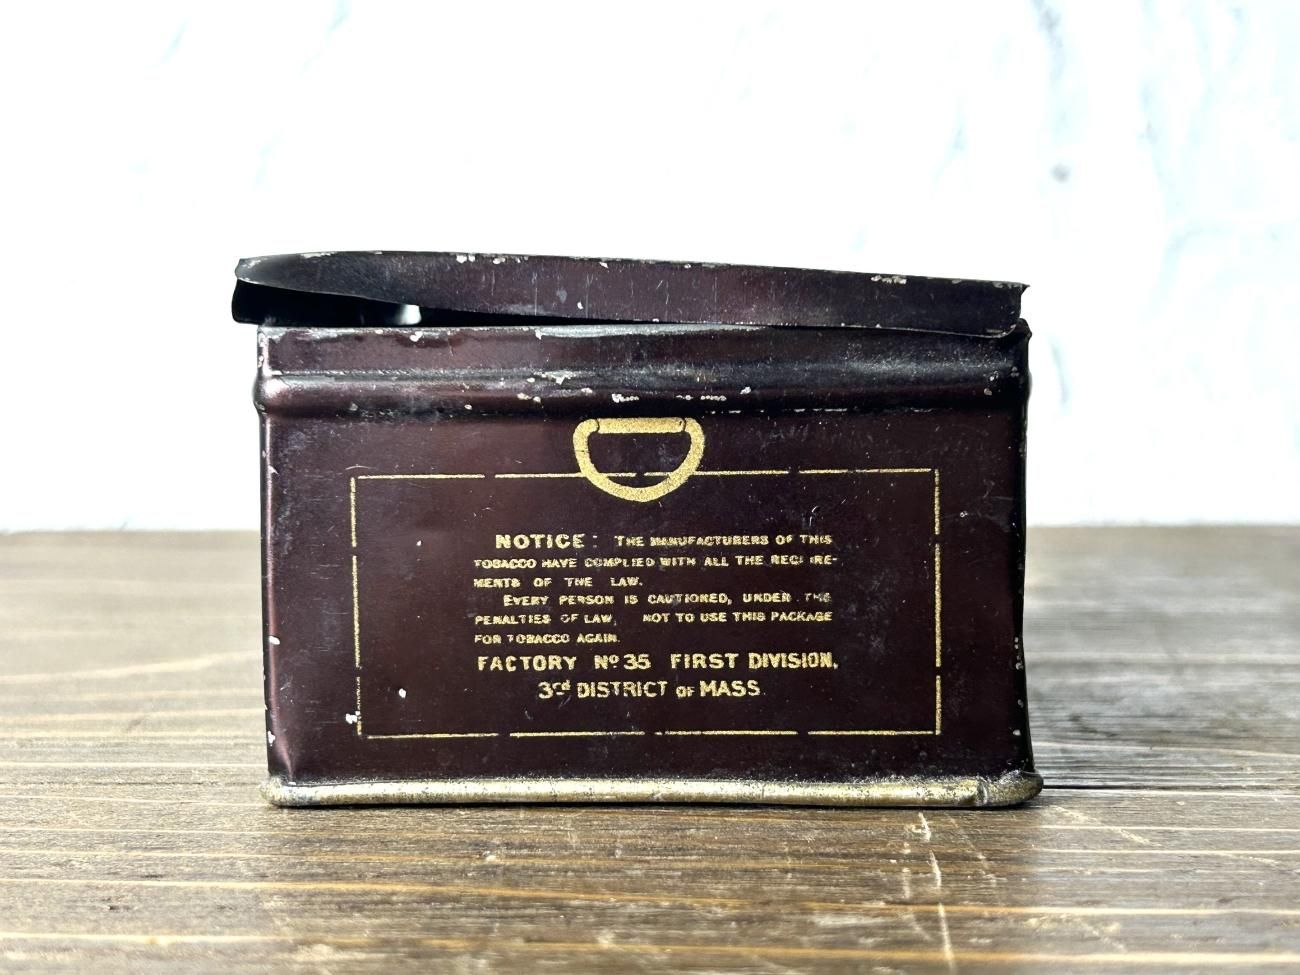 NOTICE: THE MANUFACTURERS OF THIS
TOBACCO HAVE COMPLIED WITH ALL THE REQUIRE-
MENTS OF THE LAW.
EVERY PERSON IS CAUTIONED, UNDER THE
PENALTIES OF LAW, NOT TO USE THIS PACKAGE
FOR TOBACCO AGAIN.
FACTORY Nº 35 FIRST DIVISION.
3rd DISTRICT OF MASS